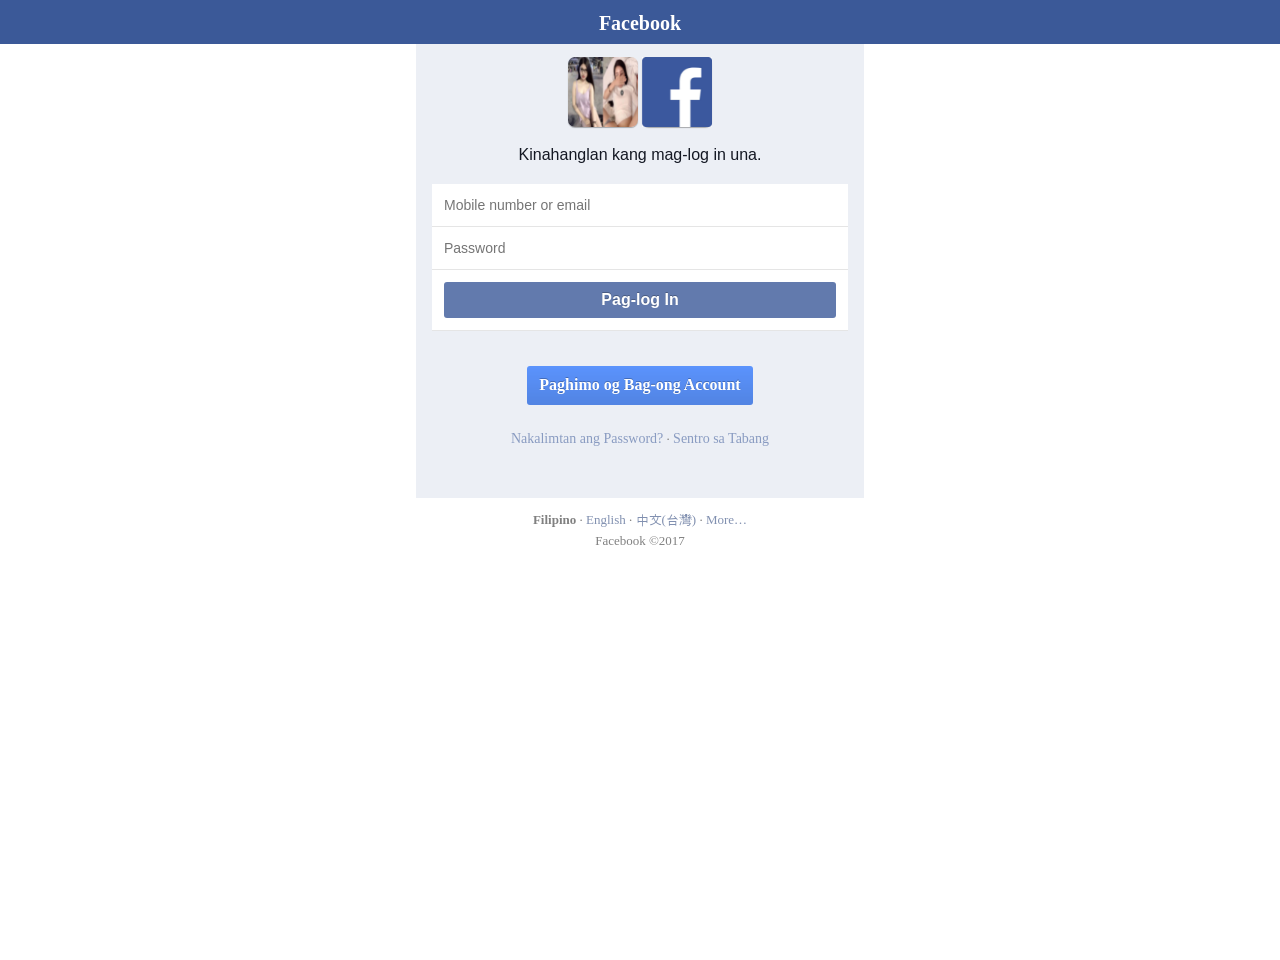 Facebook
Kinahanglan kang mag-log in una.
Mobile number or email
Password
Pag-log In
Paghimo og Bag-ong Account
Nakalimtan ang Password? · Sentro sa Tabang
Filipino · English · 中文(台灣) · More…
Facebook ©2017